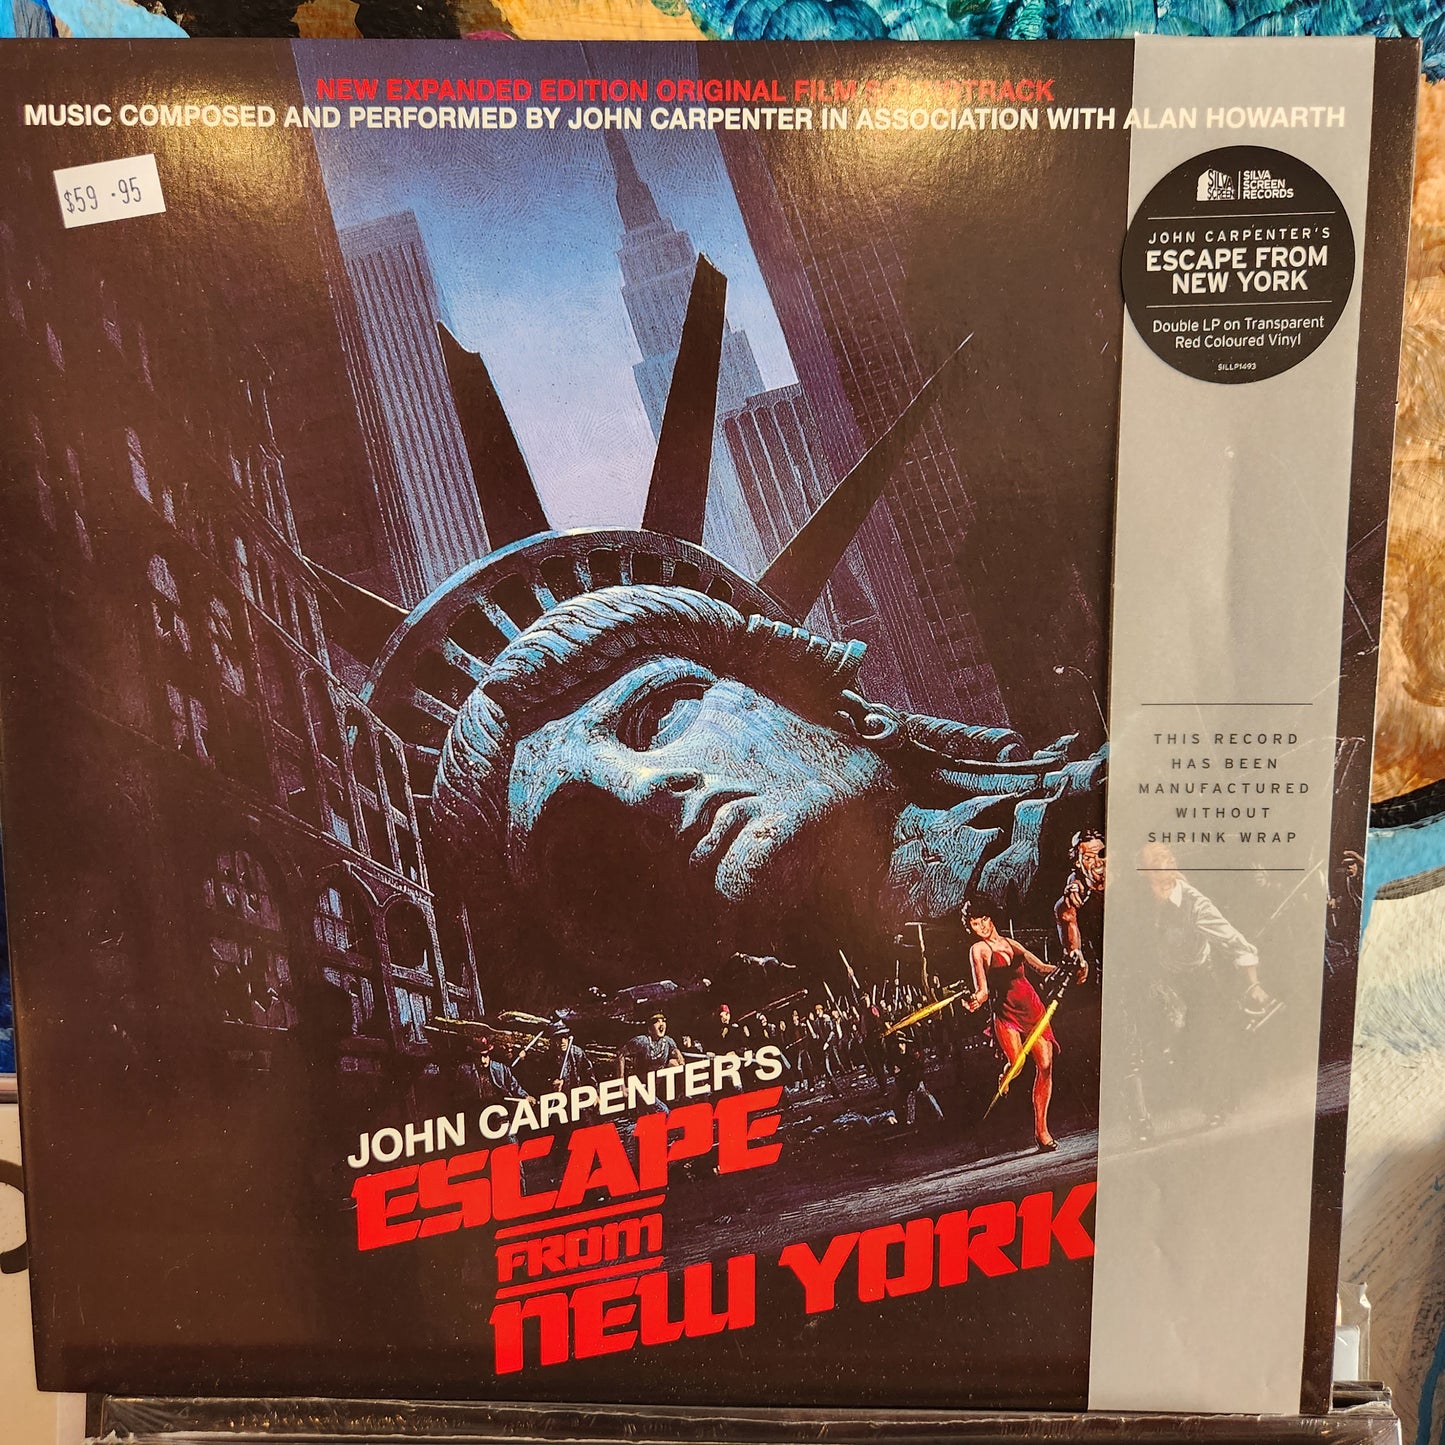 NEW EXPANDED EDITION ORIGINAL FILM SOUNDTRACK
MUSIC COMPOSED AND PERFORMED BY JOHN CARPENTER IN ASSOCIATION WITH ALAN HOWARTH
$59.95
SILVA SCREEN
SILVA
SCREEN
RECORDS
JOHN CARPENTER'S
ESCAPE FROM
NEW YORK
Double LP on Transparent
Red Coloured Vinyl
SILLP1493
THIS RECORD
HAS BEEN
MANUFACTURED
WITHOUT
SHRINK WRAP
JOHN CARPENTER'S
ESCAPE
FROM
NEW YORK